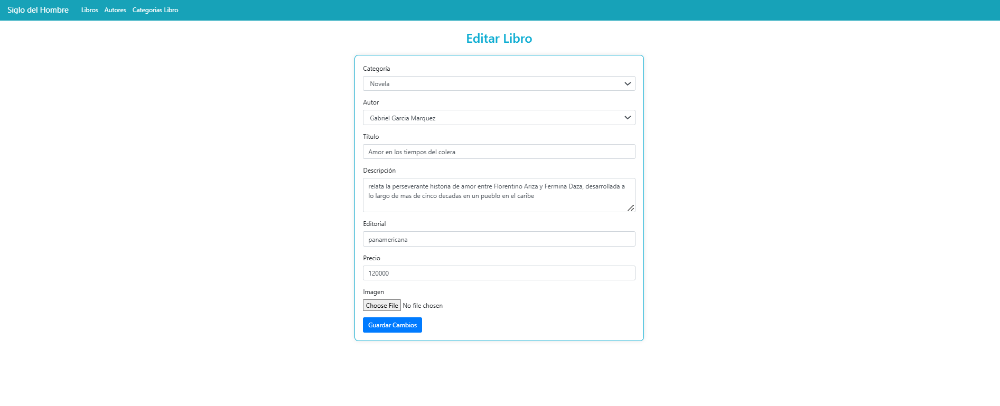 Siglo del Hombre Libros Autores Categorias Libro
Editar Libro
Categoría
Novela
Autor
Gabriel Garcia Marquez
Título
Amor en los tiempos del colera
Descripción
relata la perseverante historia de amor entre Florentino Ariza y Fermina Daza, desarrollada a
lo largo de mas de cinco decadas en un pueblo en el caribe
Editorial
panamericana
Precio
120000
Imagen
Choose File No file chosen
Guardar Cambios